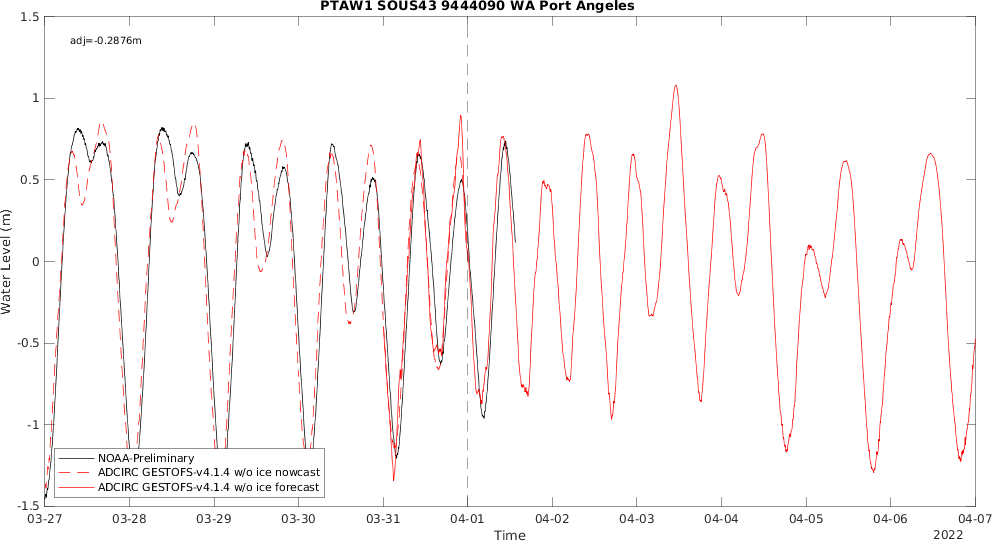 PTAW1 SOUS43 9444090 WA Port Angeles
adj=-0.2876m
1.5
1
0.5
0
-0.5
-1
-1.5
Water Level (m)
NOAA-Preliminary
ADCIRC GESTOFS-v4.1.4 w/o ice nowcast
ADCIRC GESTOFS-v4.1.4 w/o ice forecast
03-27 03-28 03-29 03-30 03-31 04-01 04-02 04-03 04-04 04-05 04-06 04-07
Time
2022